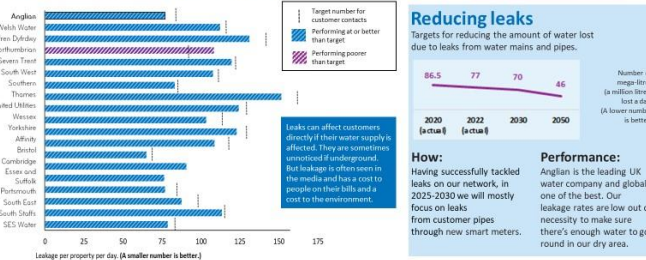 Anglian
Welsh Water
ren Dyfrdwy
orthumbrian
Severn Trent
South West
Southern
Thames
ited Utilities
Wessex
Yorkshire
Affinity
Bristol
Cambridge
Essex and
Suffolk
Portsmouth
South East
South Staffs
SES Water
0 25 50 75 100 125 150 175
Leakage per property per day. (A smaller number is better.)
Target number for
customer contacts
Performing at or better
than target
Performing poorer
than target
Leaks can affect customers
directly if their water supply is
affected. They are sometimes
unnoticed if underground.
But leakage is often seen in
the media and has a cost to
people on their bills and a
cost to the environment.
Reducing leaks
Targets for reducing the amount of water lost
due to leaks from water mains and pipes.
86.5 77 70 46
2020 2022 2030 2050
(actual) (actual)
Number
mega-litr
(a million litre
lost a da
(A lower numb
is bette
How:
Having successfully tackled
leaks on our network, in
2025-2030 we will mostly
focus on leaks
from customer pipes
through new smart meters.
Performance:
Anglian is the leading UK
water company and global
one of the best. Our
leakage rates are low out o
necessity to make sure
there's enough water to go
round in our dry area.